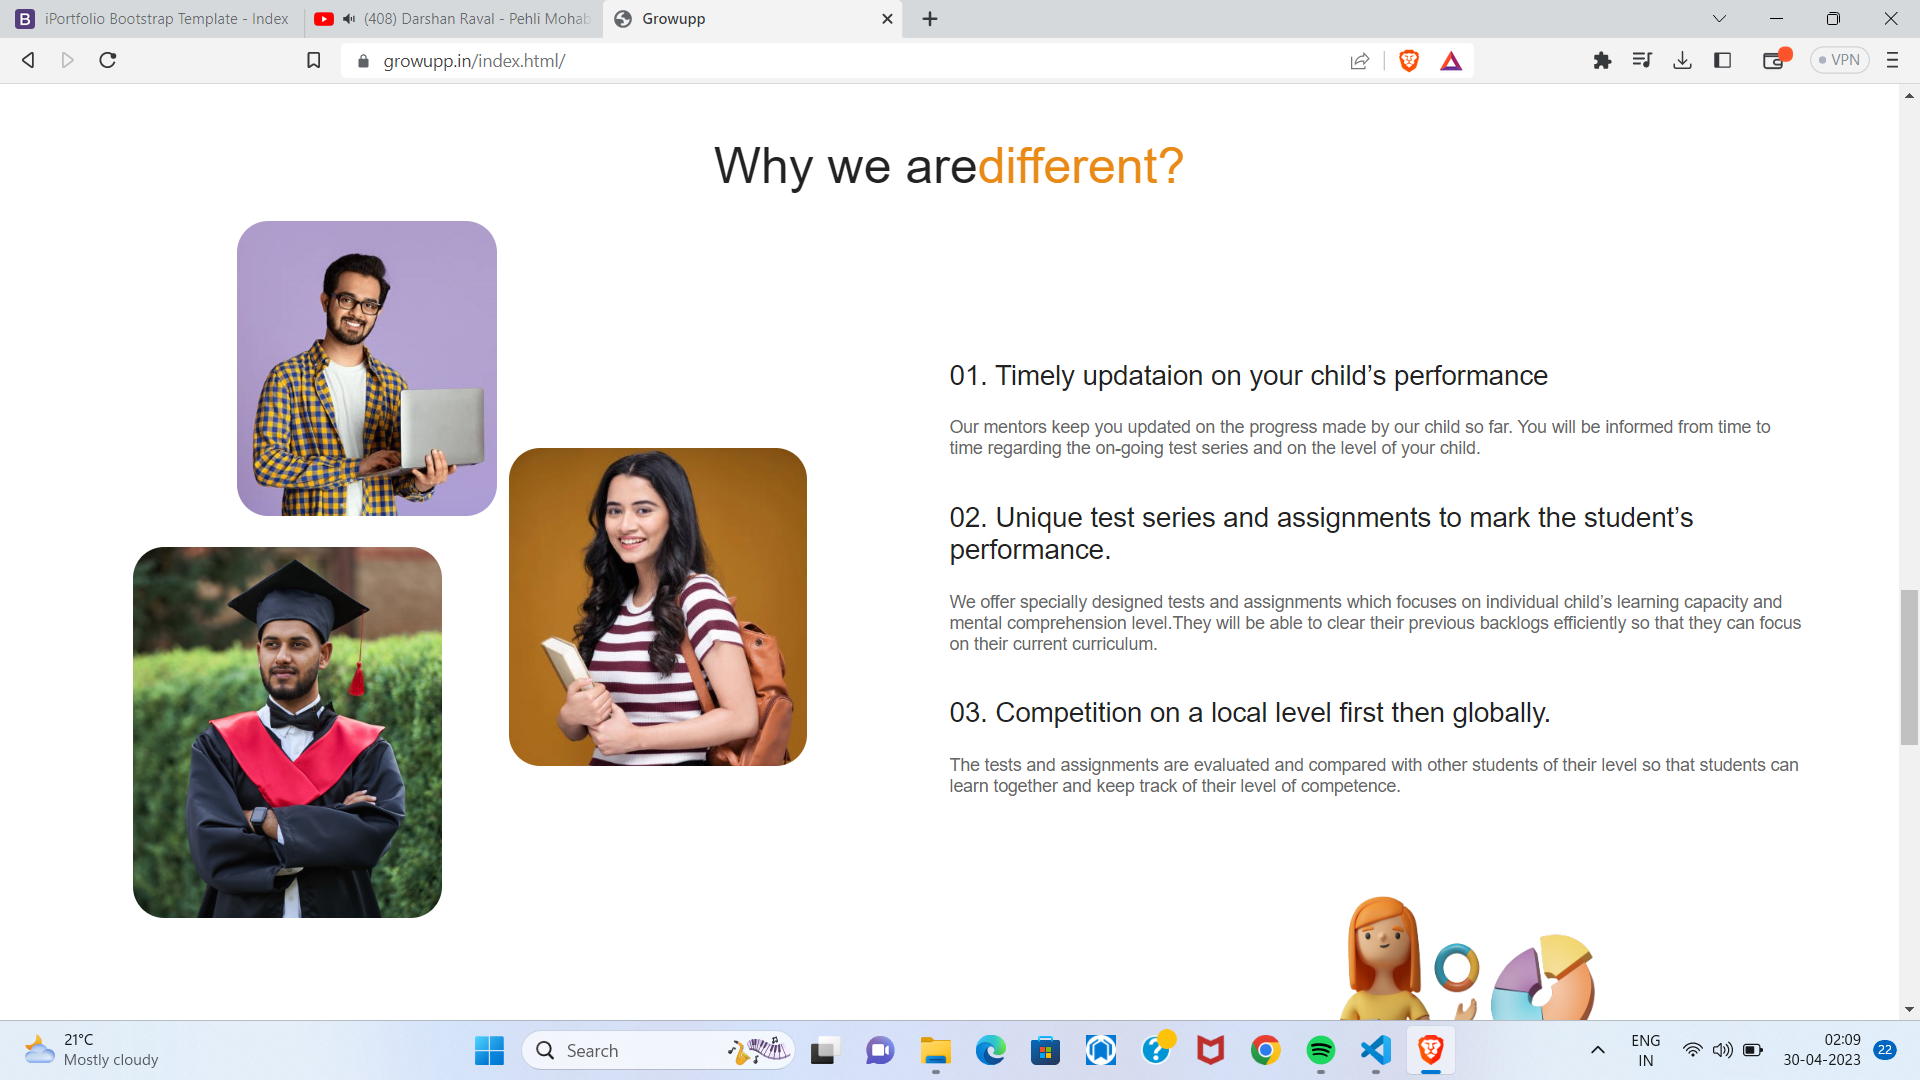 B iPortfolio Bootstrap Template - Index
(408) Darshan Raval - Pehli Mohab
Growupp
growupp.in/index.html/
VPN
Why we aredifferent?
01. Timely updataion on your child’s performance
Our mentors keep you updated on the progress made by our child so far. You will be informed from time to
time regarding the on-going test series and on the level of your child.
02. Unique test series and assignments to mark the student’s
performance.
We offer specially designed tests and assignments which focuses on individual child’s learning capacity and
mental comprehension level.They will be able to clear their previous backlogs efficiently so that they can focus
on their current curriculum.
03. Competition on a local level first then globally.
The tests and assignments are evaluated and compared with other students of their level so that students can
learn together and keep track of their level of competence.
21°C
Mostly cloudy
Search
ENG
IN
02:09
30-04-2023
22